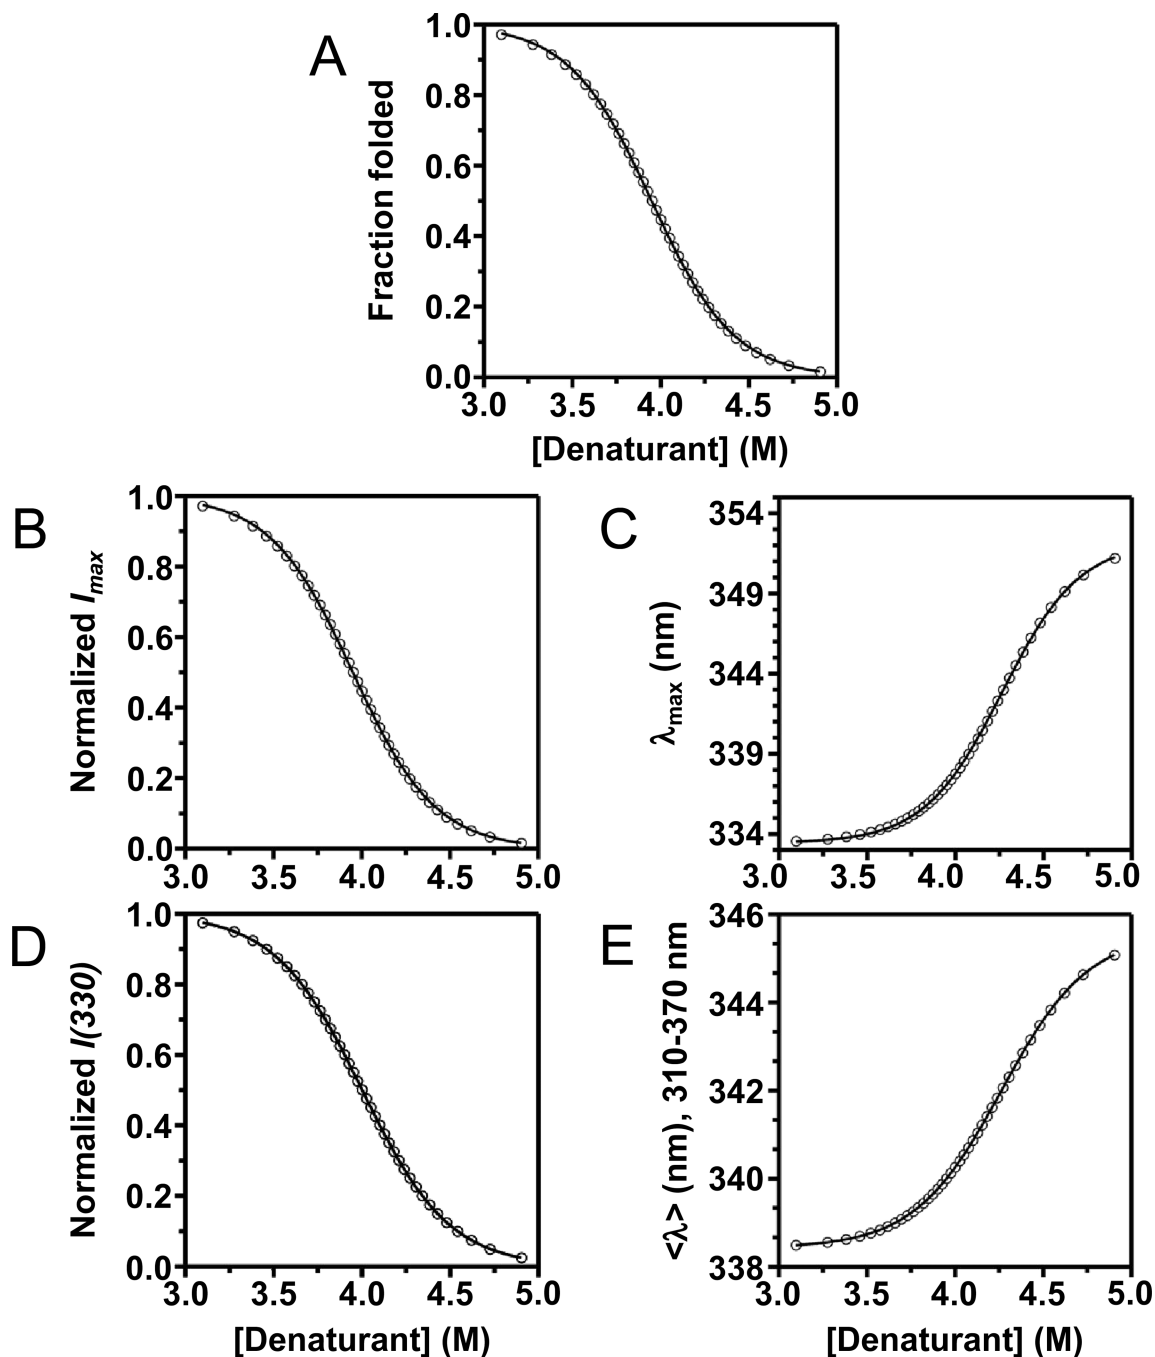 A
Fraction folded
1.0
0.8
0.6
0.4
0.2
0.0
3.0 3.5 4.0 4.5 5.0
[Denaturant] (M)
B
Normalized Imax
1.0
0.8
0.6
0.4
0.2
0.0
3.0 3.5 4.0 4.5 5.0
C
λmax (nm)
354
349
344
339
334
3.0 3.5 4.0 4.5 5.0
D
Normalized I(330)
1.0
0.8
0.6
0.4
0.2
0.0
3.0 3.5 4.0 4.5 5.0
[Denaturant] (M)
E
<λ> (nm), 310-370 nm
346
344
342
340
338
3.0 3.5 4.0 4.5 5.0
[Denaturant] (M)